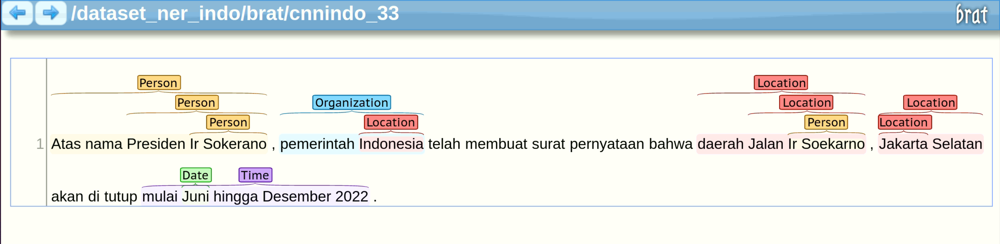 /dataset_ner_indo/brat/cnnindo_33 brat
Person Location
Person Organization Location Location
Person Location Person Location
1 Atas nama Presiden Ir Sokerano , pemerintah Indonesia telah membuat surat pernyataan bahwa daerah Jalan Ir Soekarno , Jakarta Selatan
Date Time
akan di tutup mulai Juni hingga Desember 2022 .